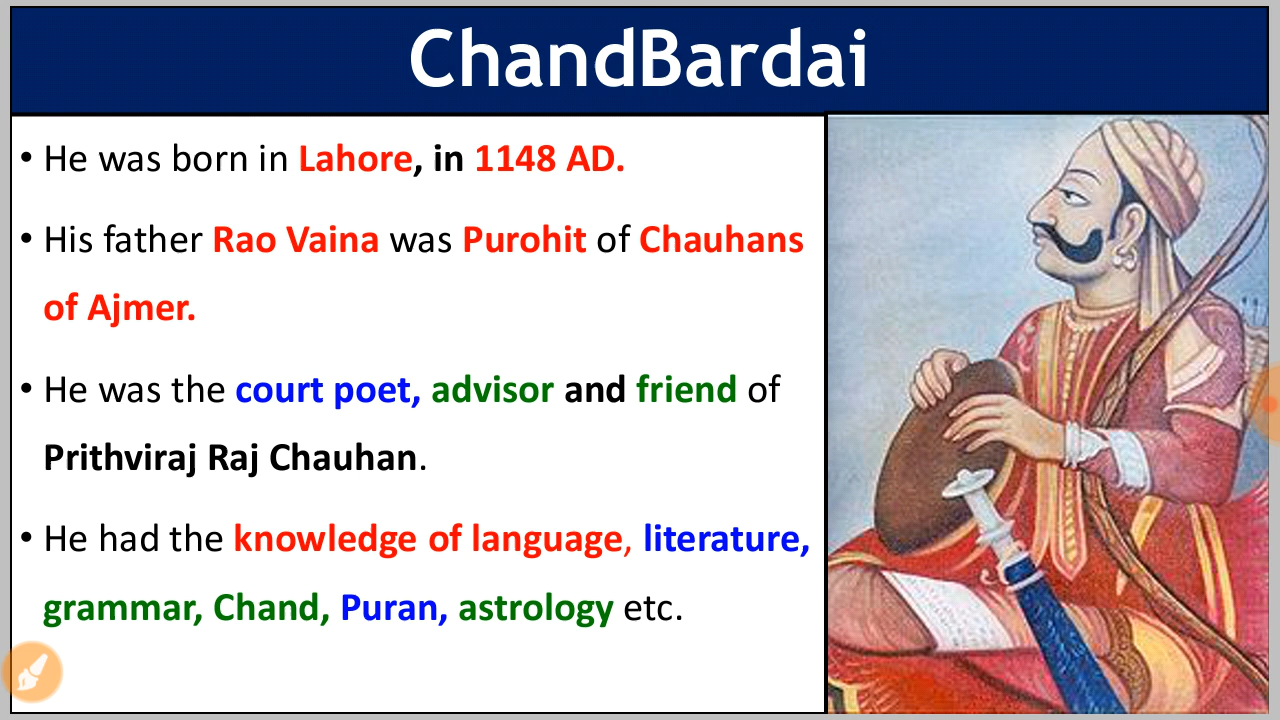 ChandBardai
• He was born in Lahore, in 1148 AD.
• His father Rao Vaina was Purohit of Chauhans
of Ajmer.
• He was the court poet, advisor and friend of
Prithviraj Raj Chauhan.
• He had the knowledge of language, literature,
grammar, Chand, Puran, astrology etc.